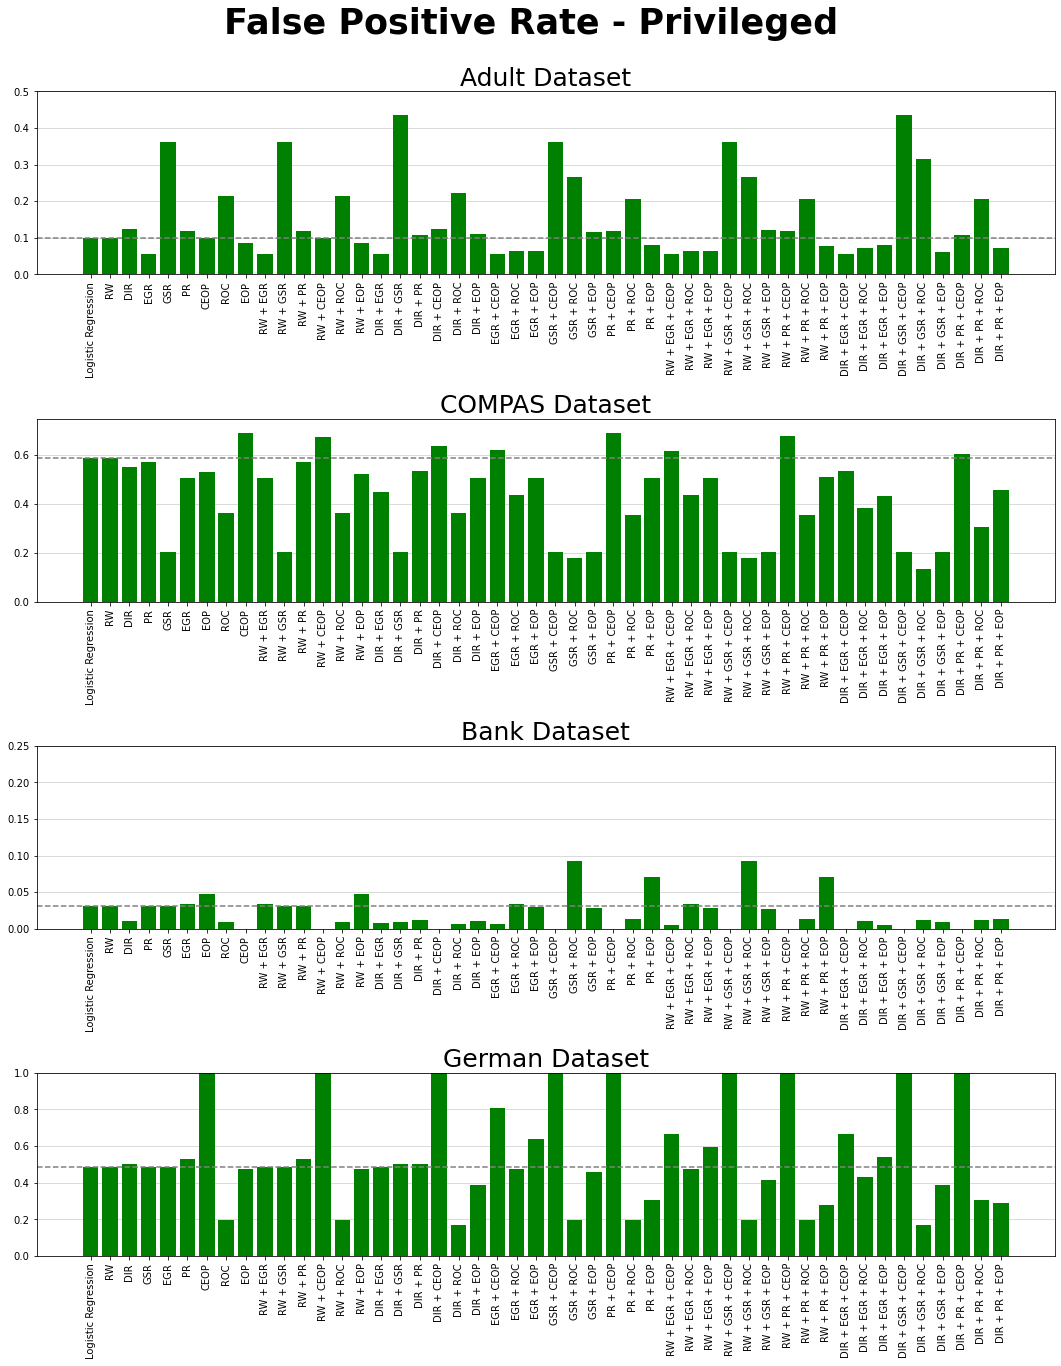 False Positive Rate - Privileged
Adult Dataset
0.5
0.4
0.3
0.2
0.1
0.0
Logistic Regression
RW
DIR
EGR
GSR
PR
CEOP
ROC
EOP
RW + EGR
RW + GSR
RW + PR
RW + CEOP
RW + ROC
RW + EOP
DIR + EGR
DIR + GSR
DIR + PR
DIR + CEOP
DIR + ROC
DIR + EOP
EGR + CEOP
EGR + ROC
EGR + EOP
GSR + CEOP
GSR + ROC
GSR + EOP
PR + CEOP
PR + ROC
PR + EOP
RW + EGR + CEOP
RW + EGR + ROC
RW + EGR + EOP
RW + GSR + CEOP
RW + GSR + ROC
RW + GSR + EOP
RW + PR + CEOP
RW + PR + ROC
RW + PR + EOP
DIR + EGR + CEOP
DIR + EGR + ROC
DIR + EGR + EOP
DIR + GSR + CEOP
DIR + GSR + ROC
DIR + GSR + EOP
DIR + PR + CEOP
DIR + PR + ROC
DIR + PR + EOP
COMPAS Dataset
0.6
0.4
0.2
0.0
Logistic Regression
RW
DIR
PR
GSR
EGR
EOP
ROC
CEOP
RW + EGR
RW + GSR
RW + PR
RW + CEOP
RW + ROC
RW + EOP
DIR + EGR
DIR + GSR
DIR + PR
DIR + CEOP
DIR + ROC
DIR + EOP
EGR + CEOP
EGR + ROC
EGR + EOP
GSR + CEOP
GSR + ROC
GSR + EOP
PR + CEOP
PR + ROC
PR + EOP
RW + EGR + CEOP
RW + EGR + ROC
RW + EGR + EOP
RW + GSR + CEOP
RW + GSR + ROC
RW + GSR + EOP
RW + PR + CEOP
RW + PR + ROC
RW + PR + EOP
DIR + EGR + CEOP
DIR + EGR + ROC
DIR + EGR + EOP
DIR + GSR + CEOP
DIR + GSR + ROC
DIR + GSR + EOP
DIR + PR + CEOP
DIR + PR + ROC
DIR + PR + EOP
Bank Dataset
0.25
0.20
0.15
0.10
0.05
0.00
Logistic Regression
RW
DIR
PR
GSR
EGR
EOP
ROC
CEOP
RW + EGR
RW + GSR
RW + PR
RW + CEOP
RW + ROC
RW + EOP
DIR + EGR
DIR + GSR
DIR + PR
DIR + CEOP
DIR + ROC
DIR + EOP
EGR + CEOP
EGR + ROC
EGR + EOP
GSR + CEOP
GSR + ROC
GSR + EOP
PR + CEOP
PR + ROC
PR + EOP
RW + EGR + CEOP
RW + EGR + ROC
RW + EGR + EOP
RW + GSR + CEOP
RW + GSR + ROC
RW + GSR + EOP
RW + PR + CEOP
RW + PR + ROC
RW + PR + EOP
DIR + EGR + CEOP
DIR + EGR + ROC
DIR + EGR + EOP
DIR + GSR + CEOP
DIR + GSR + ROC
DIR + GSR + EOP
DIR + PR + CEOP
DIR + PR + ROC
DIR + PR + EOP
German Dataset
1.0
0.8
0.6
0.4
0.2
0.0
Logistic Regression
RW
DIR
GSR
EGR
PR
CEOP
ROC
EOP
RW + EGR
RW + GSR
RW + PR
RW + CEOP
RW + ROC
RW + EOP
DIR + EGR
DIR + GSR
DIR + PR
DIR + CEOP
DIR + ROC
DIR + EOP
EGR + CEOP
EGR + ROC
EGR + EOP
GSR + CEOP
GSR + ROC
GSR + EOP
PR + CEOP
PR + ROC
PR + EOP
RW + EGR + CEOP
RW + EGR + ROC
RW + EGR + EOP
RW + GSR + CEOP
RW + GSR + ROC
RW + GSR + EOP
RW + PR + CEOP
RW + PR + ROC
RW + PR + EOP
DIR + EGR + CEOP
DIR + EGR + ROC
DIR + EGR + EOP
DIR + GSR + CEOP
DIR + GSR + ROC
DIR + GSR + EOP
DIR + PR + CEOP
DIR + PR + ROC
DIR + PR + EOP